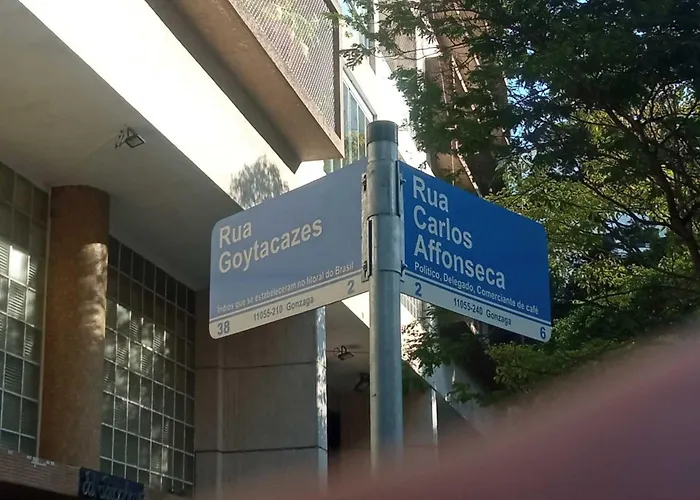 Rua
Goytacazes
Índios que se estabeleceram no litoral do Brasil
38 11055-210 Gonzaga 2
Rua
Carlos
Affonseca
Político, Delegado, Comerciante de café
2 11055-240 Gonzaga 6